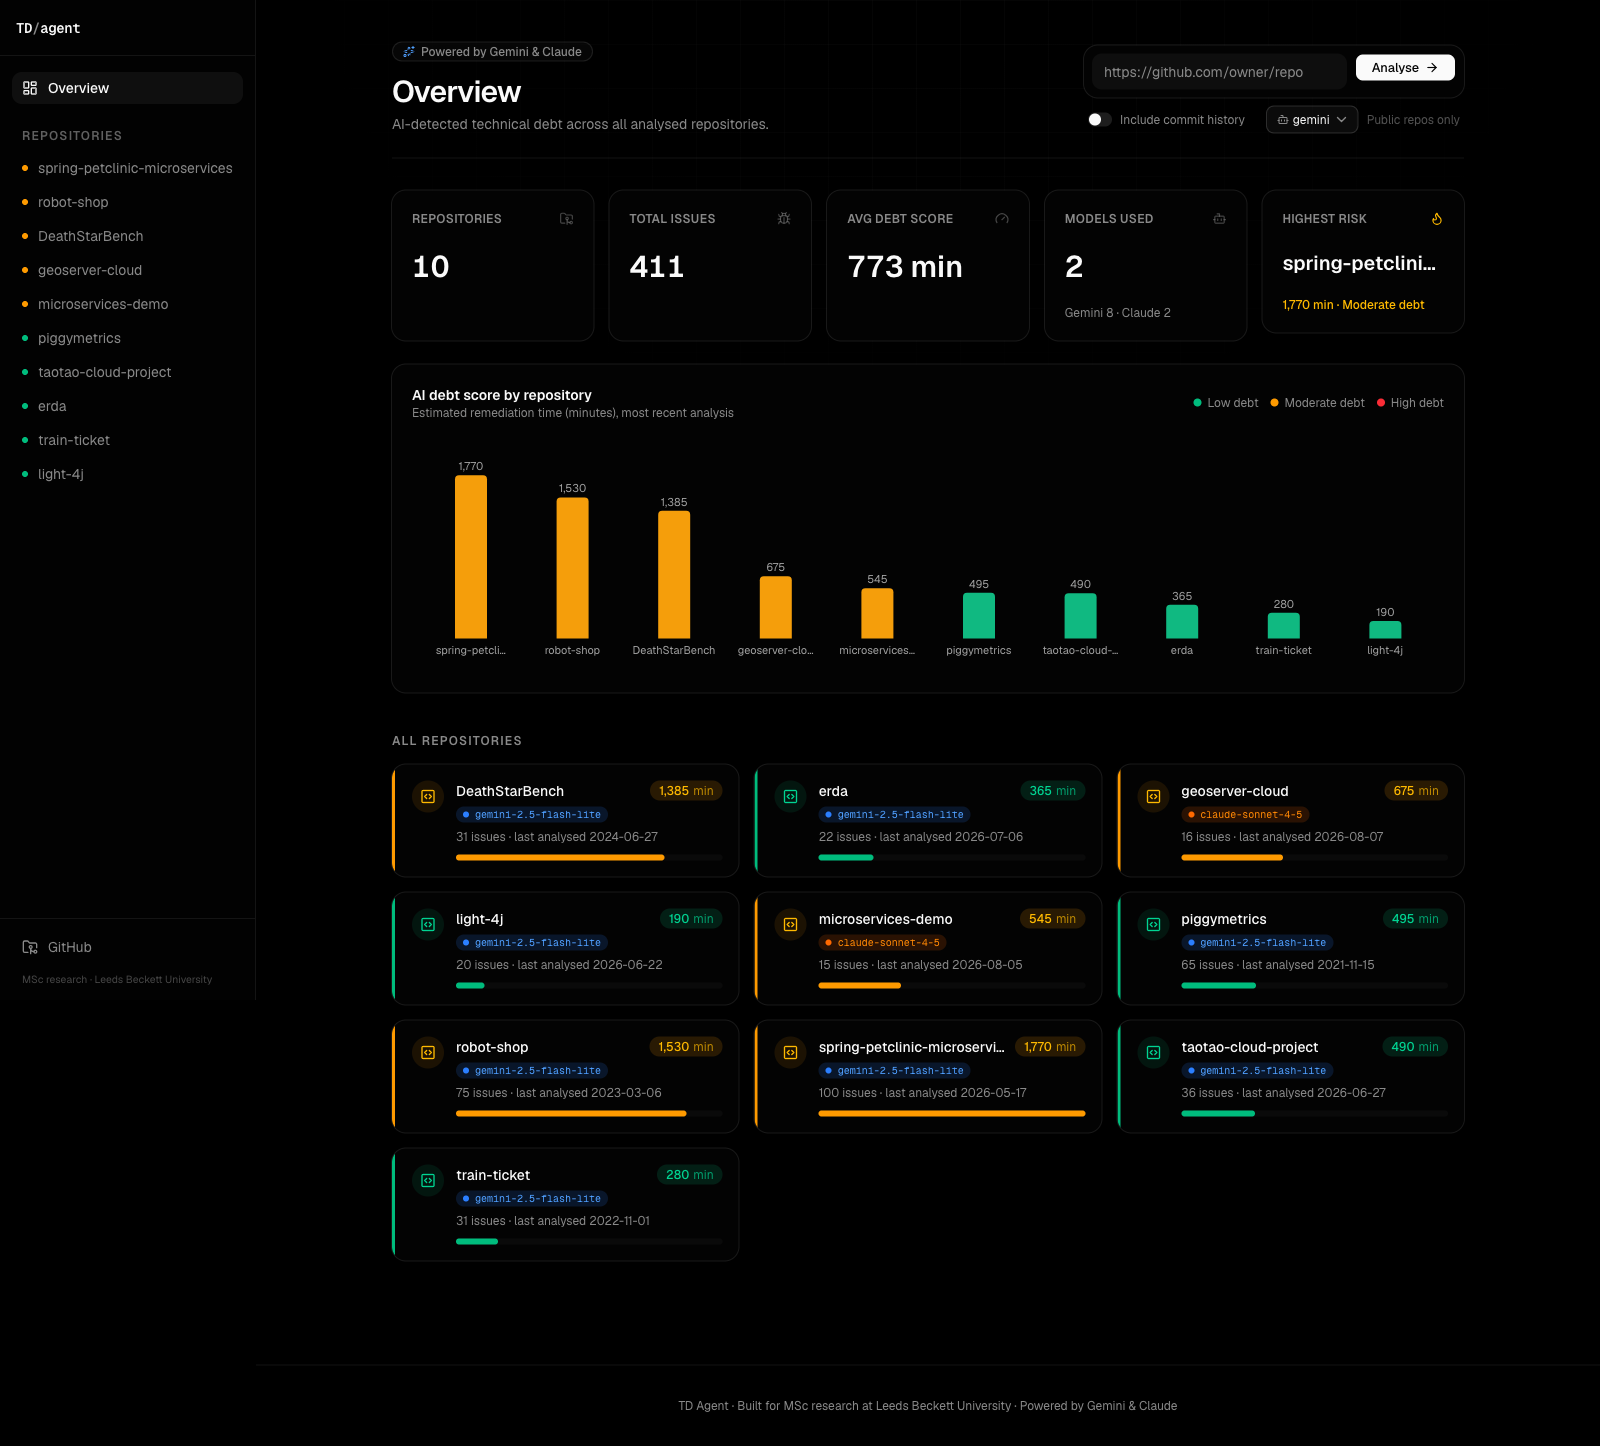 TD/agent
Overview
REPOSITORIES
spring-petclinic-microservices
robot-shop
DeathStarBench
geoserver-cloud
microservices-demo
piggymetrics
taotao-cloud-project
erda
train-ticket
light-4j
GitHub
MSc research · Leeds Beckett University
Powered by Gemini & Claude
Overview
AI-detected technical debt across all analysed repositories.
https://github.com/owner/repo
Analyse →
Include commit history
gemini
Public repos only
REPOSITORIES
10
TOTAL ISSUES
411
AVG DEBT SCORE
773 min
MODELS USED
2
Gemini 8 · Claude 2
HIGHEST RISK
spring-petclini...
1,770 min · Moderate debt
AI debt score by repository
Estimated remediation time (minutes), most recent analysis
Low debt
Moderate debt
High debt
1,770
1,530
1,385
675
545
495
490
365
280
190
spring-petcli...
robot-shop
DeathStarBench
geoserver-clo...
microservices...
piggymetrics
taotao-cloud-...
erda
train-ticket
light-4j
ALL REPOSITORIES
DeathStarBench
1,385 min
gemini-2.5-flash-lite
31 issues · last analysed 2024-06-27
erda
365 min
gemini-2.5-flash-lite
22 issues · last analysed 2026-07-06
geoserver-cloud
675 min
claude-sonnet-4-5
16 issues · last analysed 2026-08-07
light-4j
190 min
gemini-2.5-flash-lite
20 issues · last analysed 2026-06-22
microservices-demo
545 min
claude-sonnet-4-5
15 issues · last analysed 2026-08-05
piggymetrics
495 min
gemini-2.5-flash-lite
65 issues · last analysed 2021-11-15
robot-shop
1,530 min
gemini-2.5-flash-lite
75 issues · last analysed 2023-03-06
spring-petclinic-microservi...
1,770 min
gemini-2.5-flash-lite
100 issues · last analysed 2026-05-17
taotao-cloud-project
490 min
gemini-2.5-flash-lite
36 issues · last analysed 2026-06-27
train-ticket
280 min
gemini-2.5-flash-lite
31 issues · last analysed 2022-11-01
TD Agent · Built for MSc research at Leeds Beckett University · Powered by Gemini & Claude